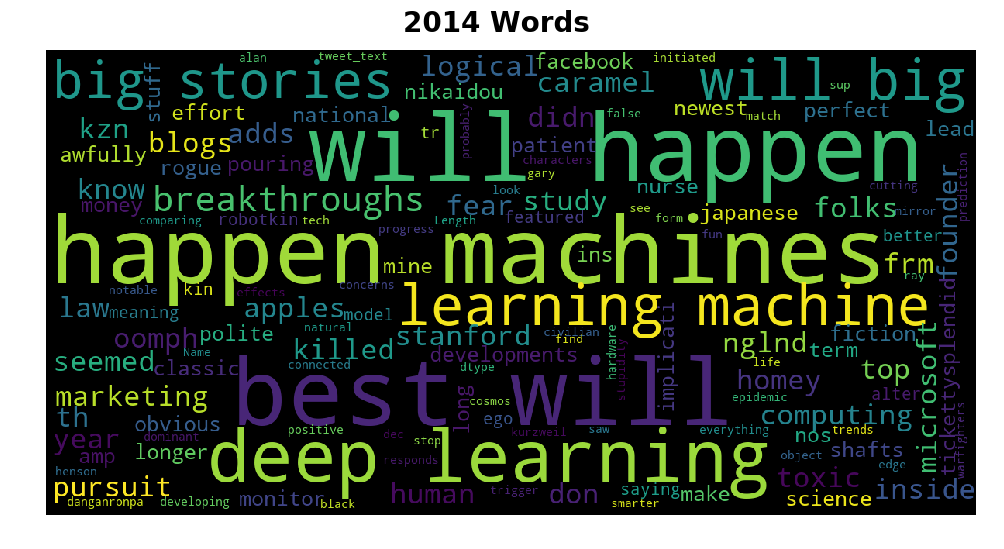 2014 Words
alan tweet_text initiated
big stories logical facebook will big
stuff nikaidou caramel sup
effort national didn false newest match perfect
kzn blogs adds will happen lead
awfully rogue pouring tr probably patient characters gary
know breakthroughs fear look study nurse cutting
money comparing robotkin tech Length featured see form japanese folks mirror prediction
happen machines progress fun better founder
notable kin mine ins frm ray
law meaning effects concerns learning machine
apples model
oomph polite natural stanford civilian find nglnd fiction
seemed Name killed developments hardware implicati term
classic connected dtype stupidity life homey top microsoft tickettysplendid
marketing best will long cosmos epidemic alter
th obvious positive ego saw everything computing warfighters
year dominant dec stop kurzweil nos trends
amp longer deep learning responds object shafts edge
henson toxic
pursuit monitor human trigger don saying make science inside
danganronpa developing black smarter